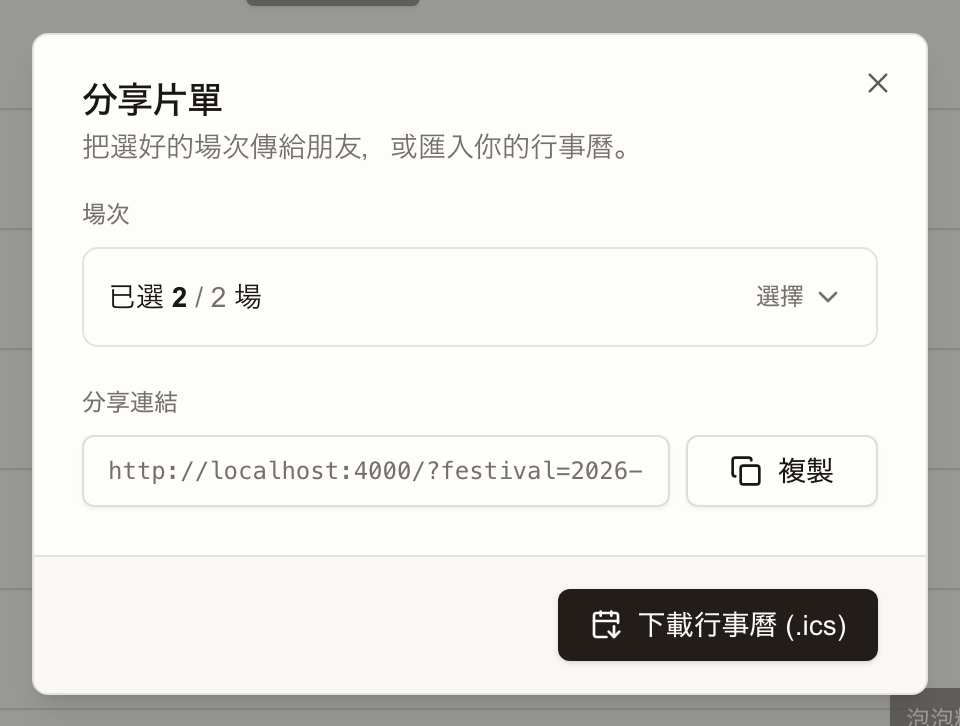 分享片單
把選好的場次傳給朋友，或匯入你的行事曆。
場次
已選 2 / 2 場
選擇
分享連結
http://localhost:4000/?festival=2026-
複製
下載行事曆 (.ics)
泡泡